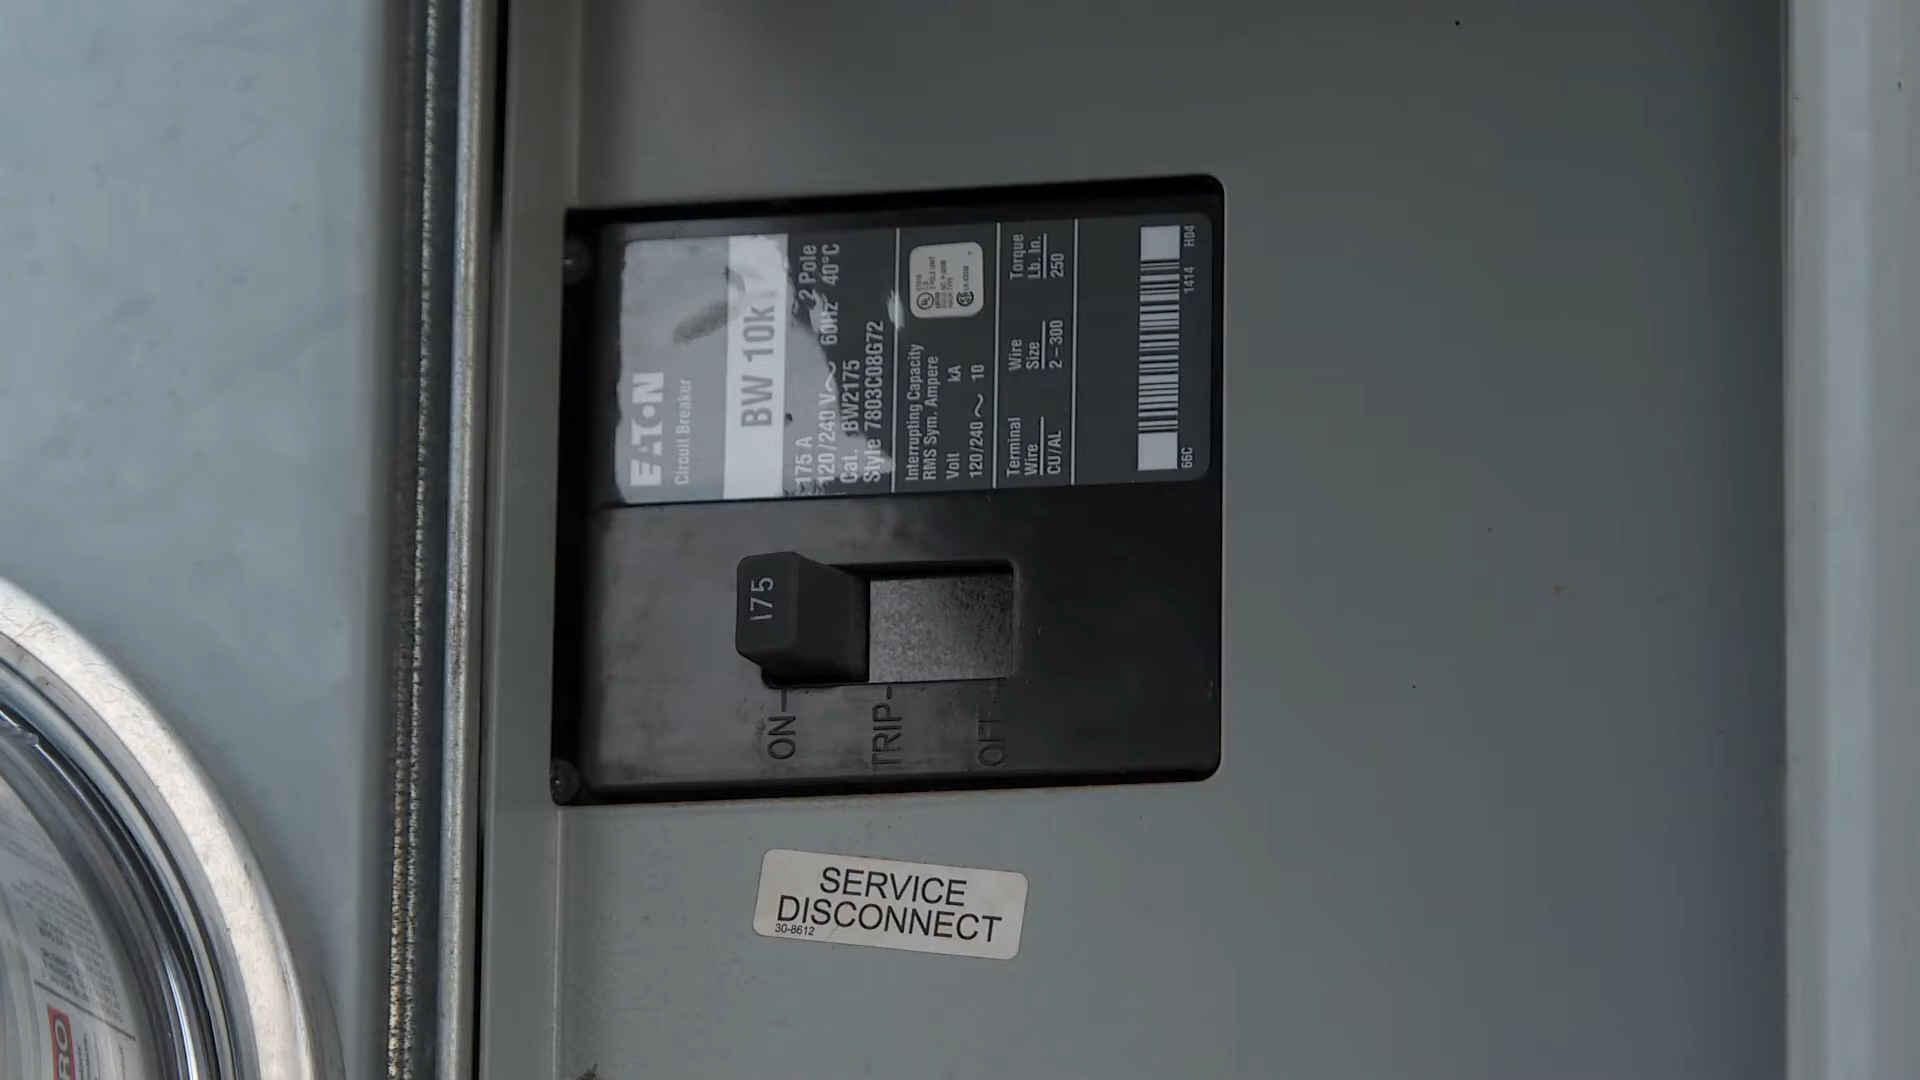 EATON
Circuit Breaker
BW 10k
175 A 2 Pole
120/240 V~ 60Hz 40°C
Cat. BW2175
Style 7803C08G72
Interrupting Capacity
RMS Sym. Ampere
Volt kA
120/240~ 10
Terminal Wire Torque
Wire Size Lb. In.
CU/AL 2-300 250
66C 1414 H04
175
ON
TRIP
OFF
SERVICE
DISCONNECT
30-8612